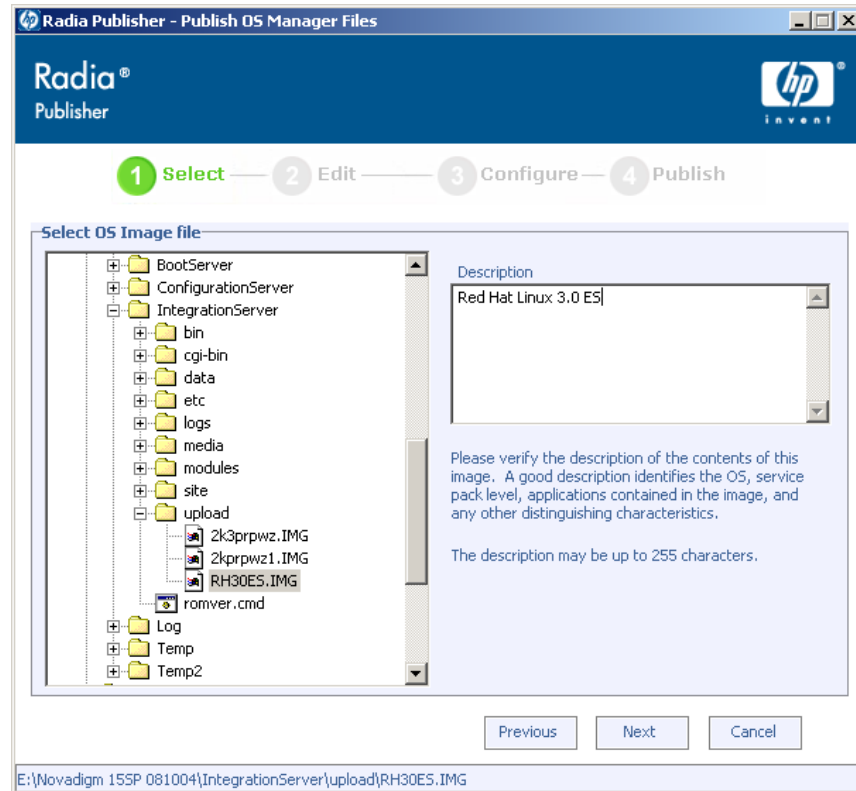 Radia Publisher - Publish OS Manager Files
Radia®
Publisher
hp®
invent
1 Select 2 Edit 3 Configure 4 Publish
Select OS Image file
BootServer
ConfigurationServer
IntegrationServer
bin
cgi-bin
data
etc
logs
media
modules
site
upload
2k3prpwz.IMG
2kprpwz1.IMG
RH30ES.IMG
romver.cmd
Log
Temp
Temp2
Description
Red Hat Linux 3.0 ES
Please verify the description of the contents of this
image. A good description identifies the OS, service
pack level, applications contained in the image, and
any other distinguishing characteristics.
The description may be up to 255 characters.
Previous Next Cancel
E:\Novadigm 15SP 081004\IntegrationServer\upload\RH30ES.IMG